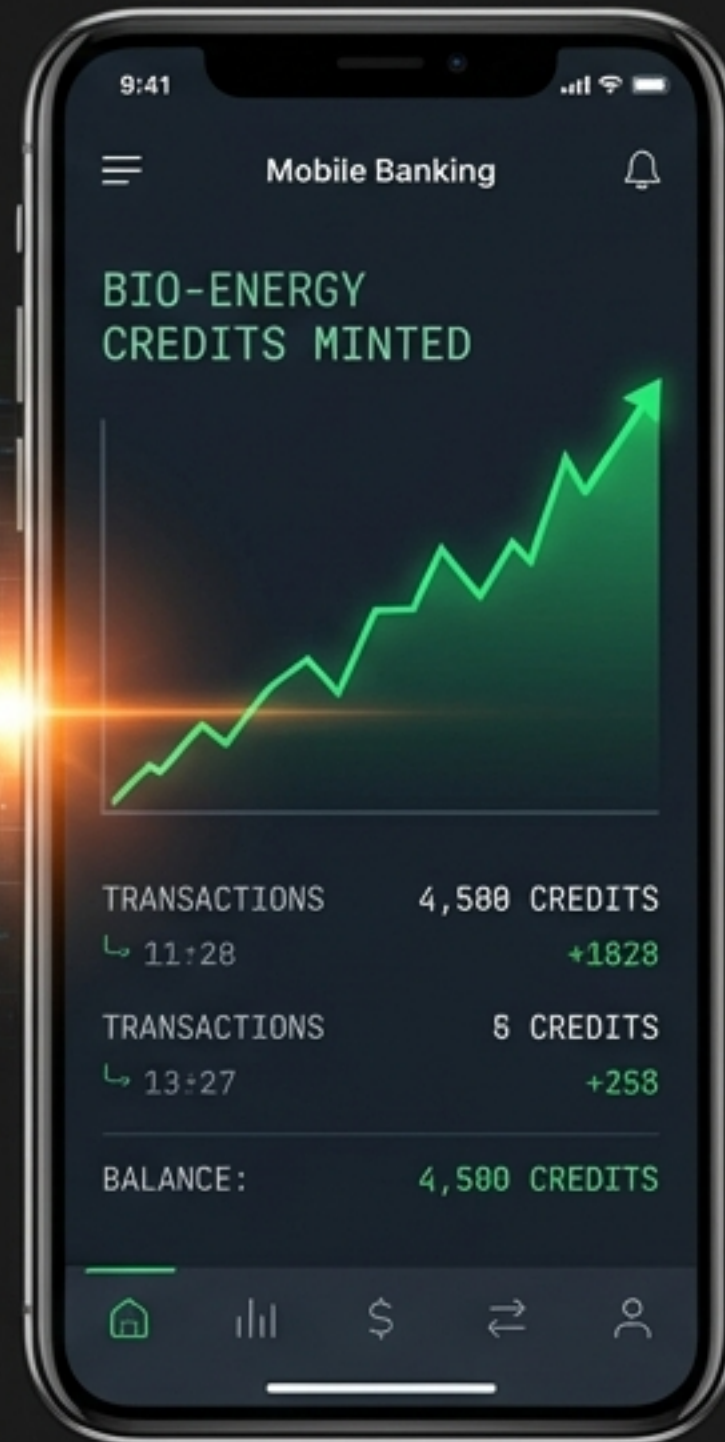 9:41
Mobile Banking
BIO-ENERGY
CREDITS MINTED
TRANSACTIONS 4,580 CREDITS
11:28 +1828
TRANSACTIONS CREDITS
13:27 +258
BALANCE: 4,580 CREDITS